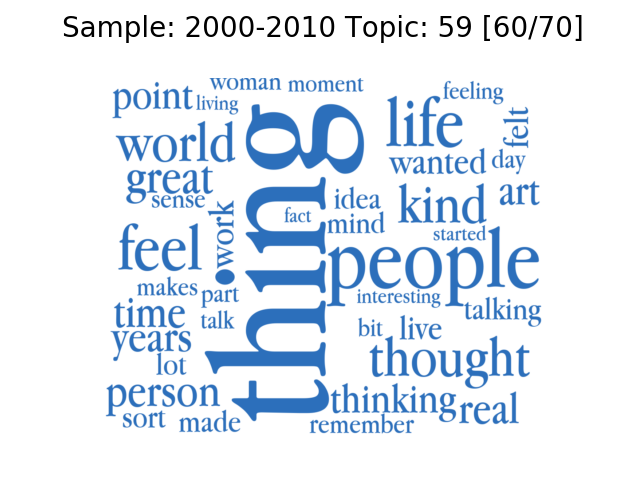 Sample: 2000-2010 Topic: 59 [60/70]
woman moment
point living
feeling
life
felt
world
thing
wanted day
great
sense
idea
kind
art
work
fact
mind
started
feel
people
makes
part
interesting
time
talk
talking
years
bit live
lot
thought
person
thinking real
sort made
remember